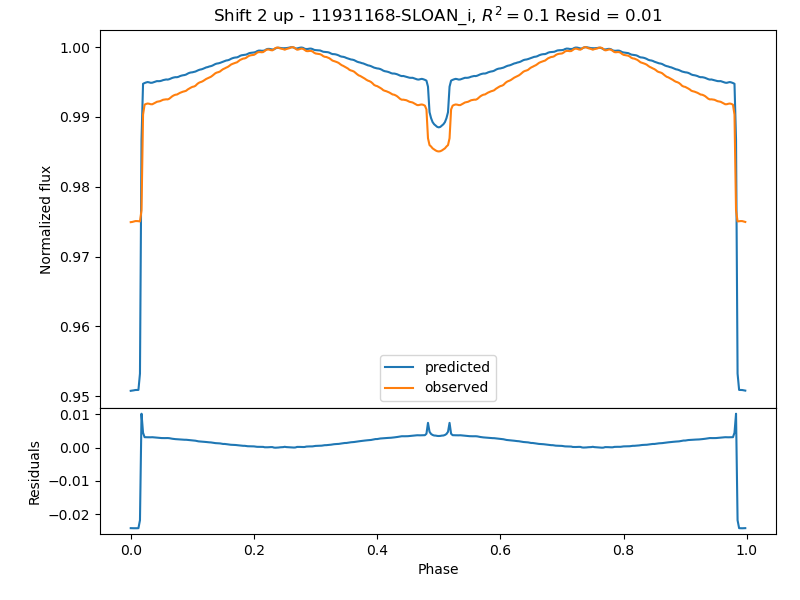 Shift 2 up - 11931168-SLOAN_i, R² = 0.1 Resid = 0.01
1.00
0.99
0.98
0.97
0.96
0.95
Normalized flux
predicted
observed
0.01
0.00
−0.01
−0.02
Residuals
0.0 0.2 0.4 0.6 0.8 1.0
Phase